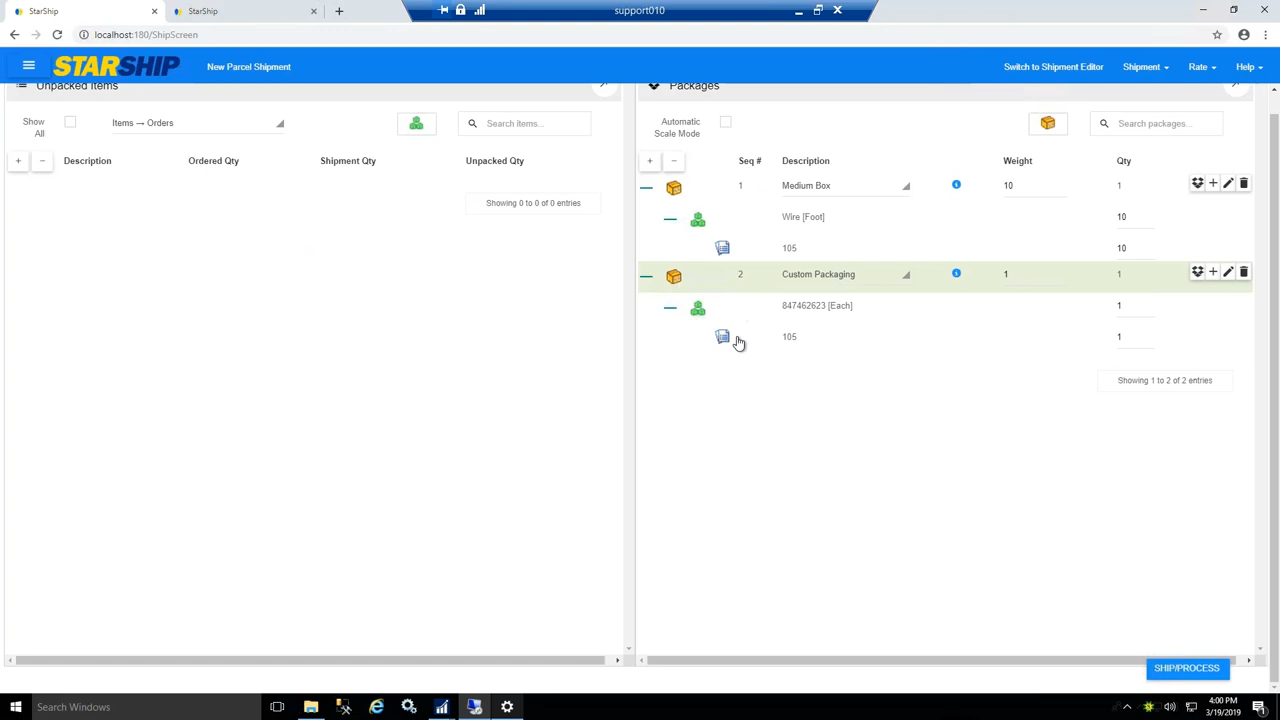 StarShip
StarShip
support010
localhost:180/ShipScreen
STARSHIP
New Parcel Shipment
Switch to Shipment Editor
Shipment
Rate
Help
Unpacked Items
Packages
Show All
Items → Orders
Search items...
Automatic Scale Mode
Search packages...
Description Ordered Qty Shipment Qty Unpacked Qty
Showing 0 to 0 of 0 entries
Seq # Description Weight Qty
1 Medium Box 10 1
Wire [Foot] 10
105 10
2 Custom Packaging 1 1
847462623 [Each] 1
105 1
Showing 1 to 2 of 2 entries
SHIP/PROCESS
Search Windows
4:00 PM
3/19/2019